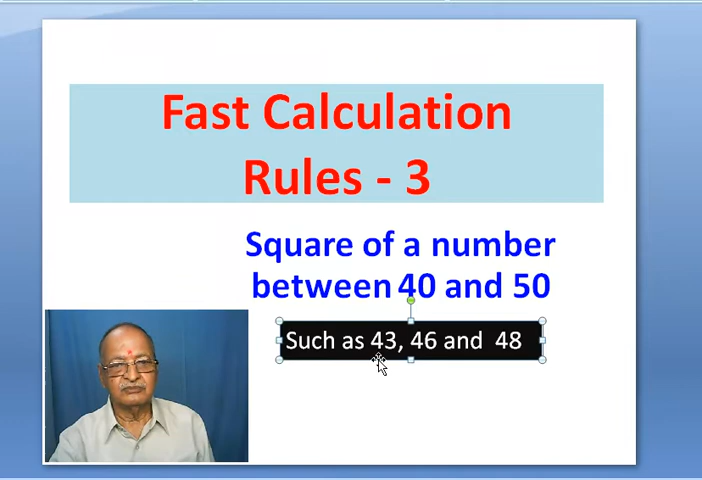 Fast Calculation
Rules - 3
Square of a number
between 40 and 50
Such as 43, 46 and 48